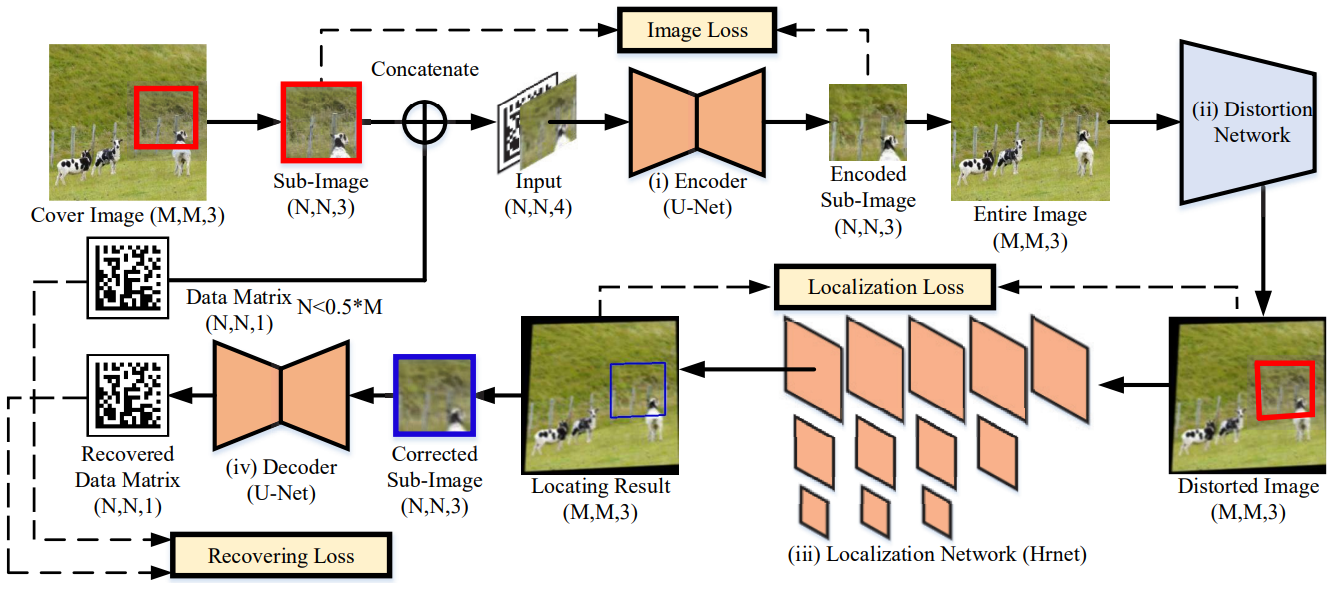 Image Loss
Concatenate
Cover Image (M,M,3)
Sub-Image
(N,N,3)
Input
(N,N,4)
(i) Encoder
(U-Net)
Encoded
Sub-Image
(N,N,3)
Entire Image
(M,M,3)
(ii) Distortion
Network
Data Matrix
(N,N,1)
N<0.5*M
Localization Loss
Recovered
Data Matrix
(N,N,1)
(iv) Decoder
(U-Net)
Corrected
Sub-Image
(N,N,3)
Locating Result
(M,M,3)
(iii) Localization Network (Hrnet)
Distorted Image
(M,M,3)
Recovering Loss